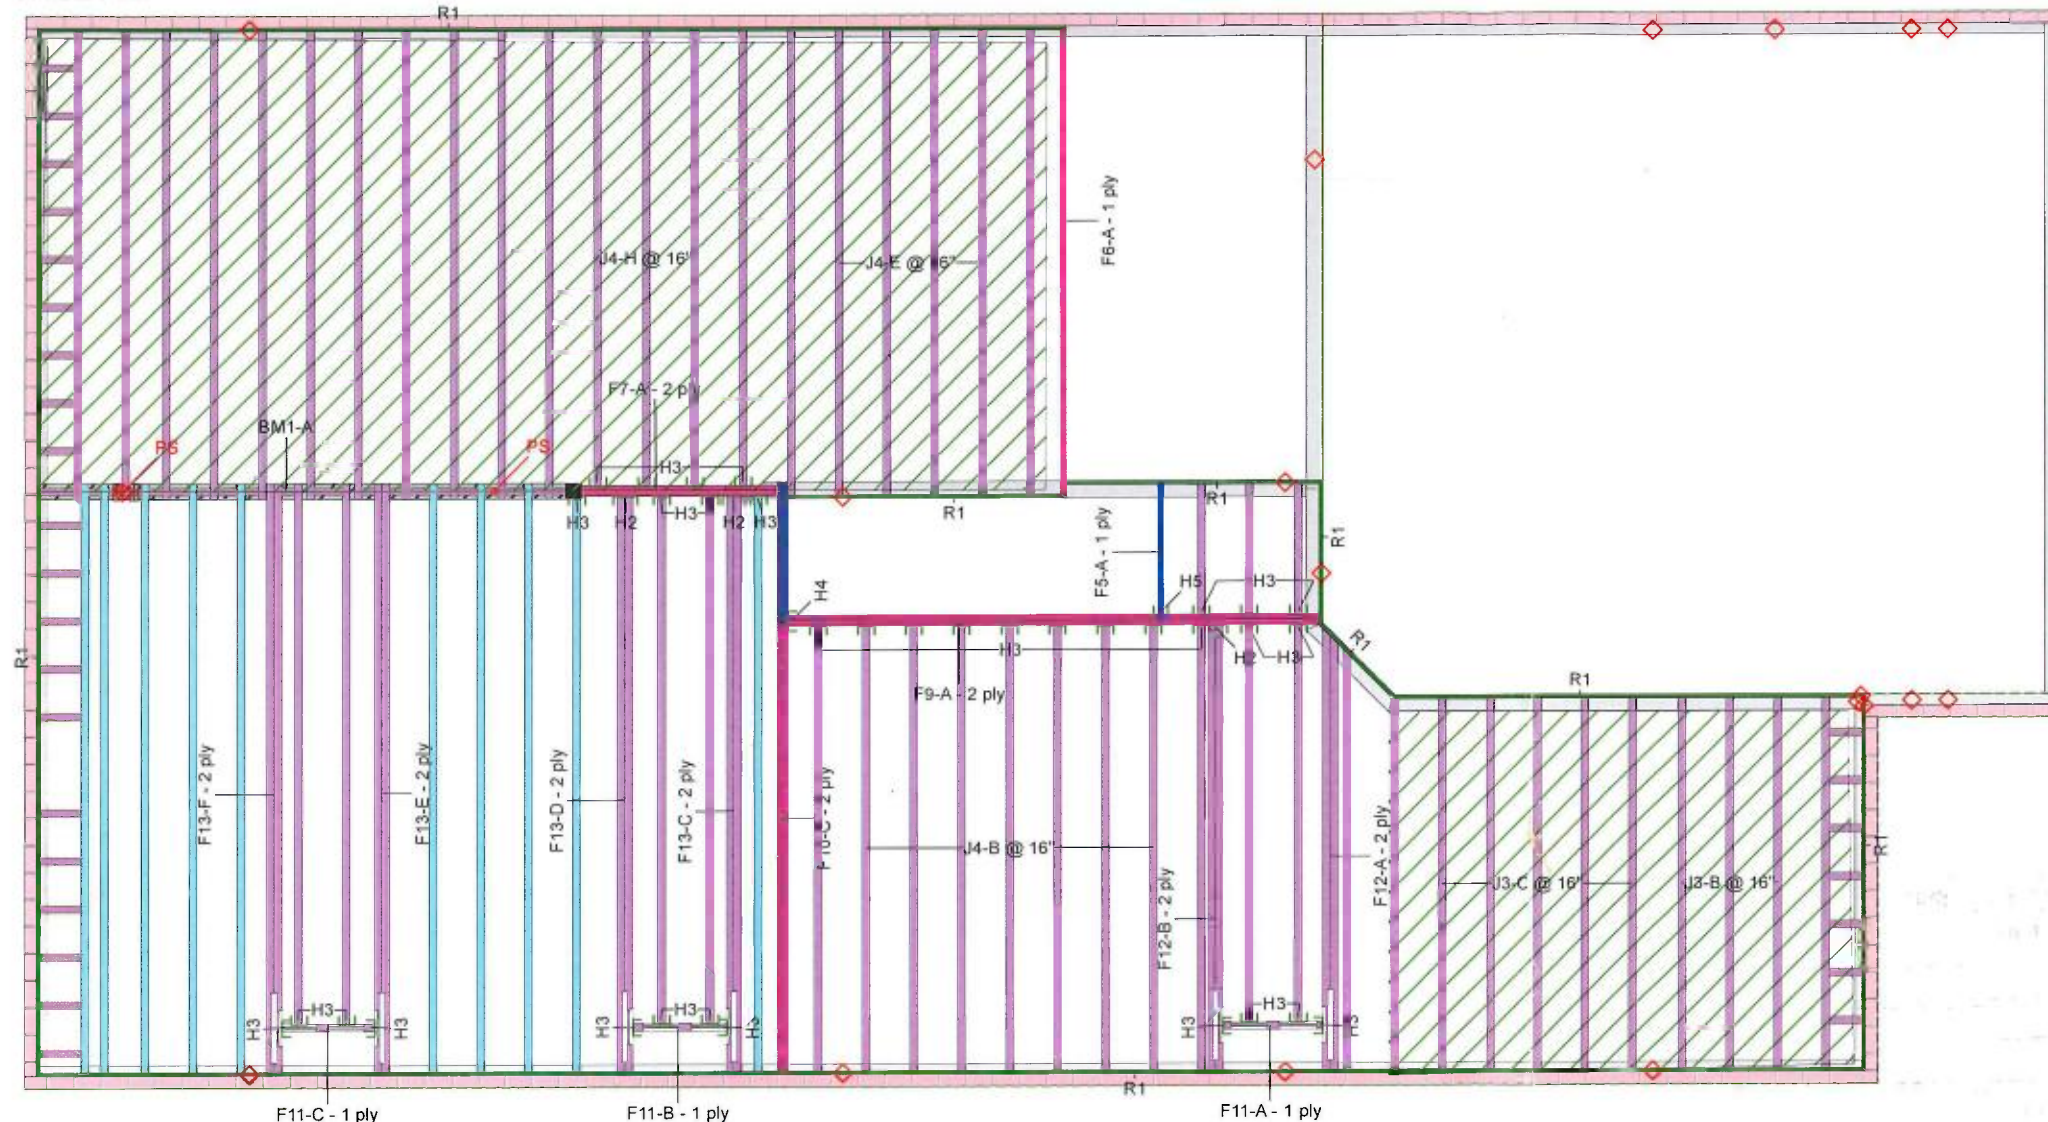 R1
F6-A - 1 ply
J4-H @ 16"
J4-E @ 16"
F7-A - 2 ply
BM1-A
PS
PS
H3
H3
H2
H3
H2
H3
R1
R1
R1
F5-A - 1 ply
H4
H5
H3
R1
R1
H3
H2
H3
F9-A - 2 ply
R1
F13-F - 2 ply
F13-E - 2 ply
F13-D - 2 ply
F13-C - 2 ply
F10-C - 2 ply
J4-B @ 16"
F12-B - 2 ply
F12-A - 2 ply
J3-C @ 16"
J3-B @ 16"
R1
H3
H3
H3
H3
H3
H3
H3
H3
H3
R1
F11-C - 1 ply
F11-B - 1 ply
F11-A - 1 ply